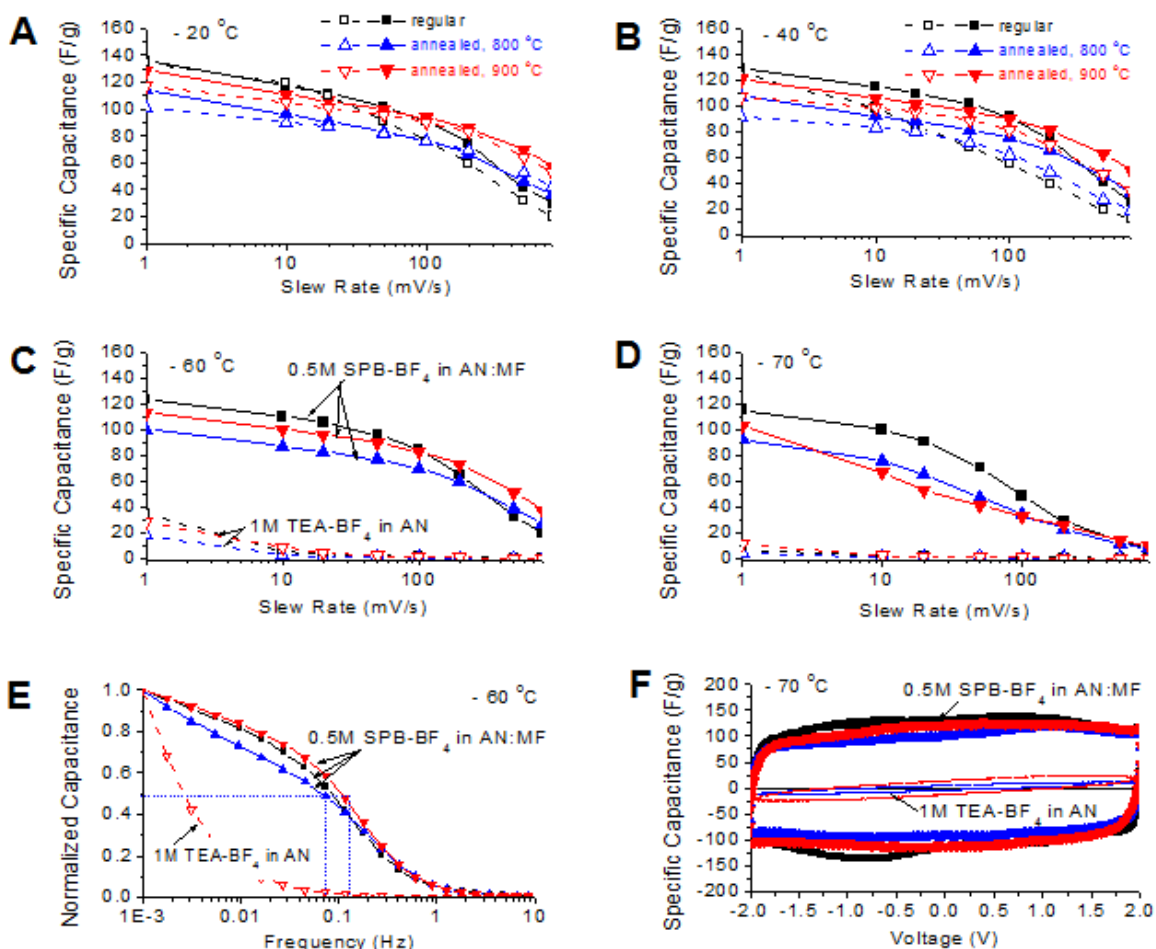 A
- 20 °C
regular
annealed, 800 °C
annealed, 900 °C
Specific Capacitance (F/g)
160
140
120
100
80
60
40
20
0
1
10
100
Slew Rate (mV/s)
B
- 40 °C
regular
annealed, 800 °C
annealed, 900 °C
Specific Capacitance (F/g)
160
140
120
100
80
60
40
20
0
1
10
100
Slew Rate (mV/s)
C
- 60 °C
0.5M SPB-BF4 in AN:MF
1M TEA-BF4 in AN
Specific Capacitance (F/g)
160
140
120
100
80
60
40
20
0
1
10
100
Slew Rate (mV/s)
D
- 70 °C
Specific Capacitance (F/g)
160
140
120
100
80
60
40
20
0
1
10
100
Slew Rate (mV/s)
E
- 60 °C
0.5M SPB-BF4 in AN:MF
1M TEA-BF4 in AN
Normalized Capacitance
1.0
0.8
0.6
0.4
0.2
0.0
1E-3
0.01
0.1
1
10
Frequency (Hz)
F
- 70 °C
0.5M SPB-BF4 in AN:MF
1M TEA-BF4 in AN
Specific Capacitance (F/g)
200
150
100
50
0
-50
-100
-150
-200
-2.0
-1.5
-1.0
-0.5
0.0
0.5
1.0
1.5
2.0
Voltage (V)